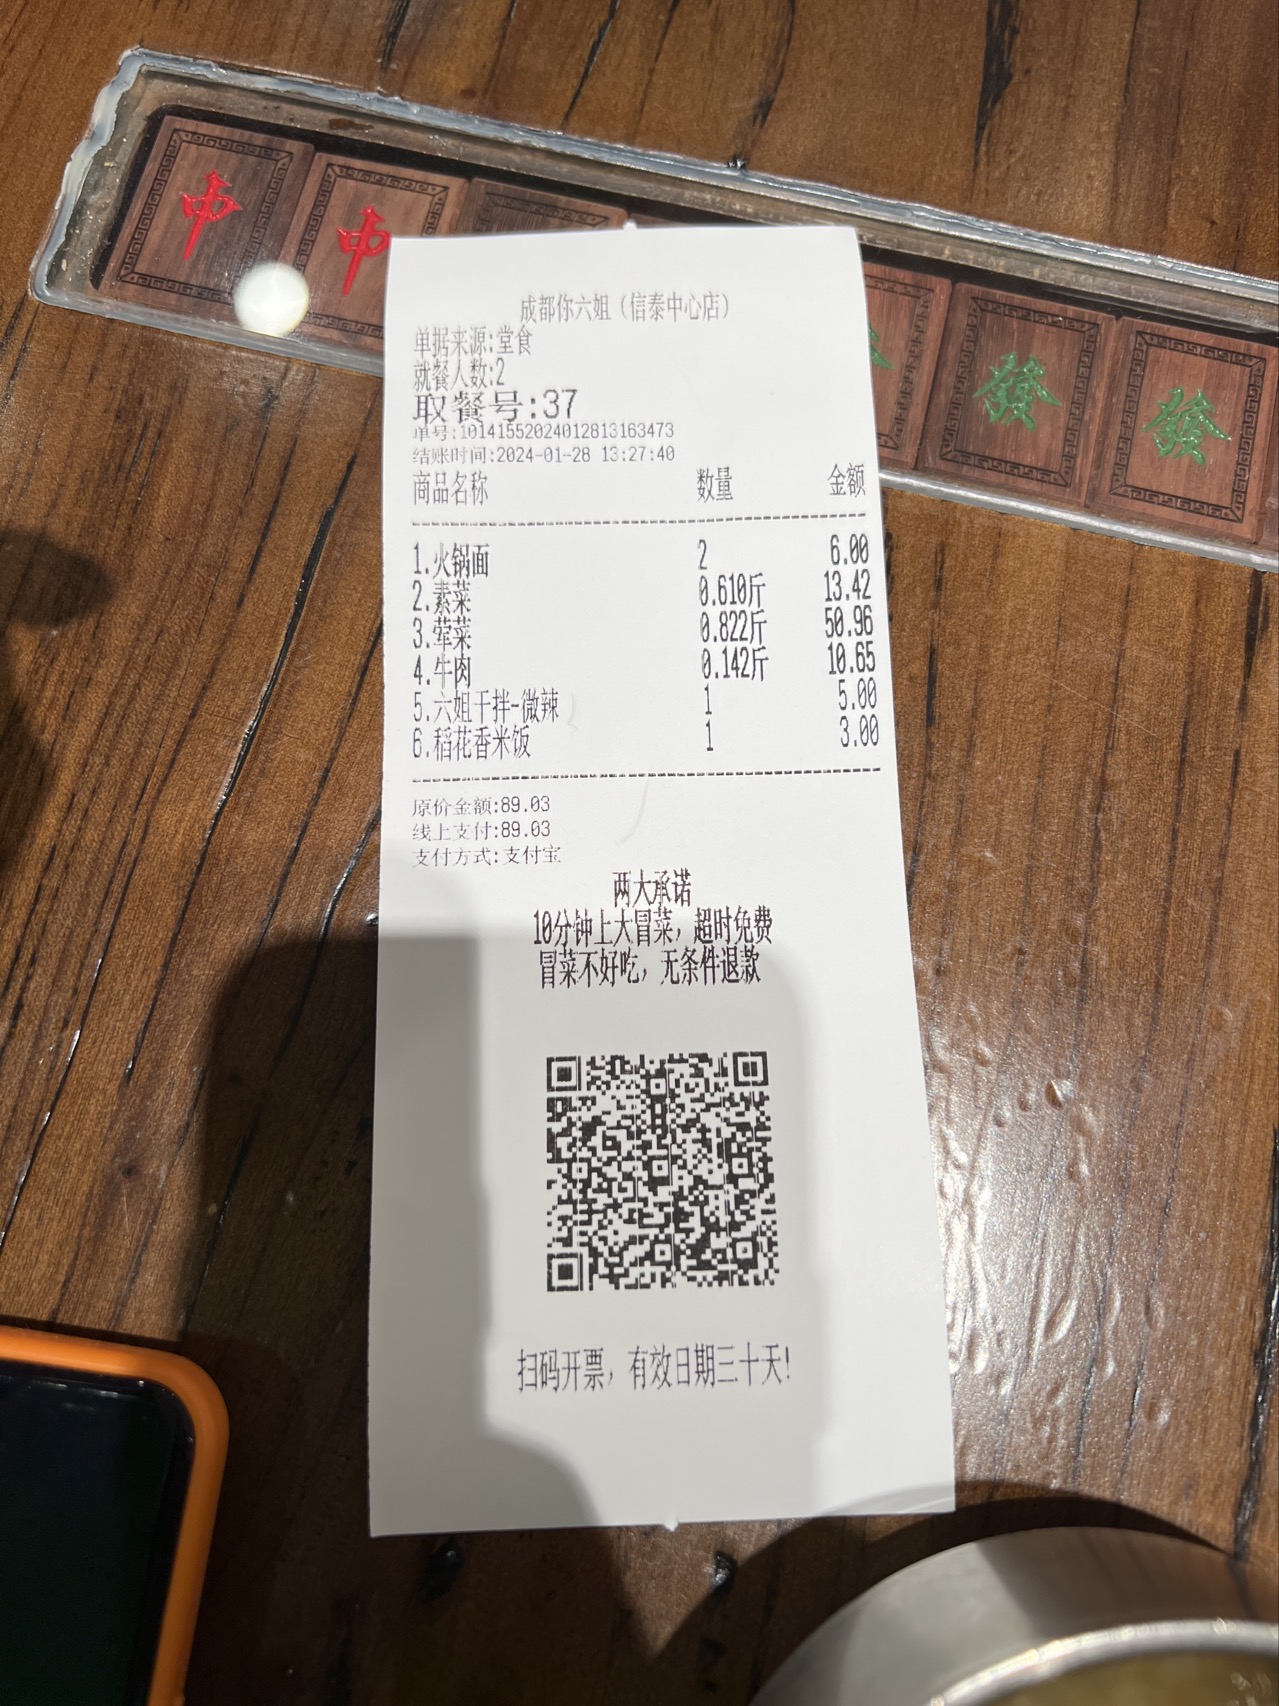 中 中 發 發
成都你六姐（信泰中心店）
单据来源:堂食
就餐人数:2
取餐号:37
单号:10141552024012813163473
结账时间:2024-01-28 13:27:40
商品名称 数量 金额
1.火锅面 2 6.00
2.素菜 0.610斤 13.42
3.荤菜 0.822斤 50.96
4.牛肉 0.142斤 10.65
5.六姐干拌-微辣 1 5.00
6.稻花香米饭 1 3.00
原价金额:89.03
线上支付:89.03
支付方式:支付宝
两大承诺
10分钟上大冒菜，超时免费
冒菜不好吃，无条件退款
扫码开票，有效日期三十天!